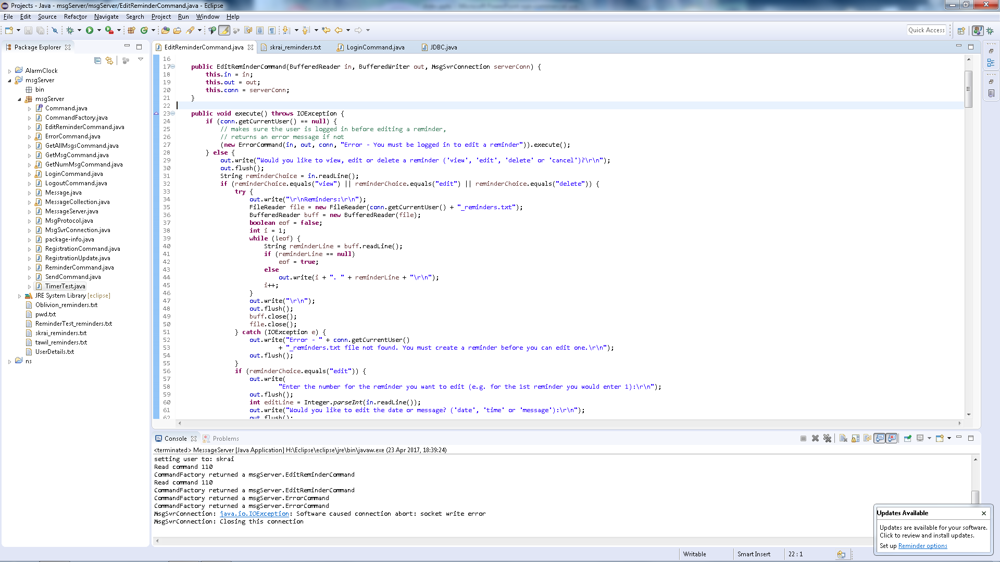 Projects - Java - msgServer/msgServer/EditReminderCommand.java - Eclipse
File Edit Source Refactor Navigate Search Project Run Window Help
Quick Access
Package Explorer
AlarmClock
msgServer
bin
msgServer
Command.java
CommandFactory.java
EditReminderCommand.java
ErrorCommand.java
GetAllMsgsCommand.java
GetMsgCommand.java
GetNumMsgCommand.java
LoginCommand.java
LogoutCommand.java
Message.java
MessageCollection.java
MessageServer.java
MsgProtocol.java
MsgSvrConnection.java
package-info.java
RegistrationCommand.java
RegistrationUpdate.java
ReminderCommand.java
SendCommand.java
TimerTest.java
JRE System Library [eclipse]
Oblivion_reminders.txt
pwd.txt
ReminderTest_reminders.txt
skrai_reminders.txt
tawil_reminders.txt
UserDetails.txt
ns
EditReminderCommand.java skrai_reminders.txt LoginCommand.java JDBC.java
16
17 public EditReminderCommand(BufferedReader in, BufferedWriter out, MsgSvrConnection serverConn) {
18 this.in = in;
19 this.out = out;
20 this.conn = serverConn;
21 }
22
23 public void execute() throws IOException {
24 if (conn.getCurrentUser() == null) {
25 // makes sure the user is logged in before editing a reminder,
26 // returns an error message if not
27 (new ErrorCommand(in, out, conn, "Error - You must be logged in to edit a reminder")).execute();
28 } else {
29 out.write("Would you like to view, edit or delete a reminder ('view', 'edit', 'delete' or 'cancel')?\r\n");
30 out.flush();
31 String reminderChoice = in.readLine();
32 if (reminderChoice.equals("view") || reminderChoice.equals("edit") || reminderChoice.equals("delete")) {
33 try {
34 out.write("\r\nReminders:\r\n");
35 FileReader file = new FileReader(conn.getCurrentUser() + "_reminders.txt");
36 BufferedReader buff = new BufferedReader(file);
37 boolean eof = false;
38 int i = 1;
39 while (!eof) {
40 String reminderLine = buff.readLine();
41 if (reminderLine == null)
42 eof = true;
43 else
44 out.write(i + ". " + reminderLine + "\r\n");
45 i++;
46 }
47 out.write("\r\n");
48 out.flush();
49 buff.close();
50 file.close();
51 } catch (IOException e) {
52 out.write("Error - " + conn.getCurrentUser()
53 + "_reminders.txt file not found. You must create a reminder before you can edit one.\r\n");
54 out.flush();
55 }
56 if (reminderChoice.equals("edit")) {
57 out.write(
58 "Enter the number for the reminder you want to edit (e.g. for the 1st reminder you would enter 1):\r\n");
59 out.flush();
60 int editLine = Integer.parseInt(in.readLine());
61 out.write("Would you like to edit the date or message? ('date', 'time' or 'message'):\r\n");
62 out.flush();
Console Problems
<terminated> MessageServer [Java Application] H:\Eclipse\eclipse\jre\bin\javaw.exe (23 Apr 2017, 18:39:24)
setting user to: skrai
Read command 110
CommandFactory returned a msgServer.EditReminderCommand
Read command 110
CommandFactory returned a msgServer.EditReminderCommand
CommandFactory returned a msgServer.ErrorCommand
CommandFactory returned a msgServer.ErrorCommand
MsgSvrConnection: java.io.IOException: Software caused connection abort: socket write error
MsgSvrConnection: Closing this connection
Updates Available
Updates are available for your software.
Click to review and install updates.
Set up Reminder options
Writable Smart Insert 22 : 1